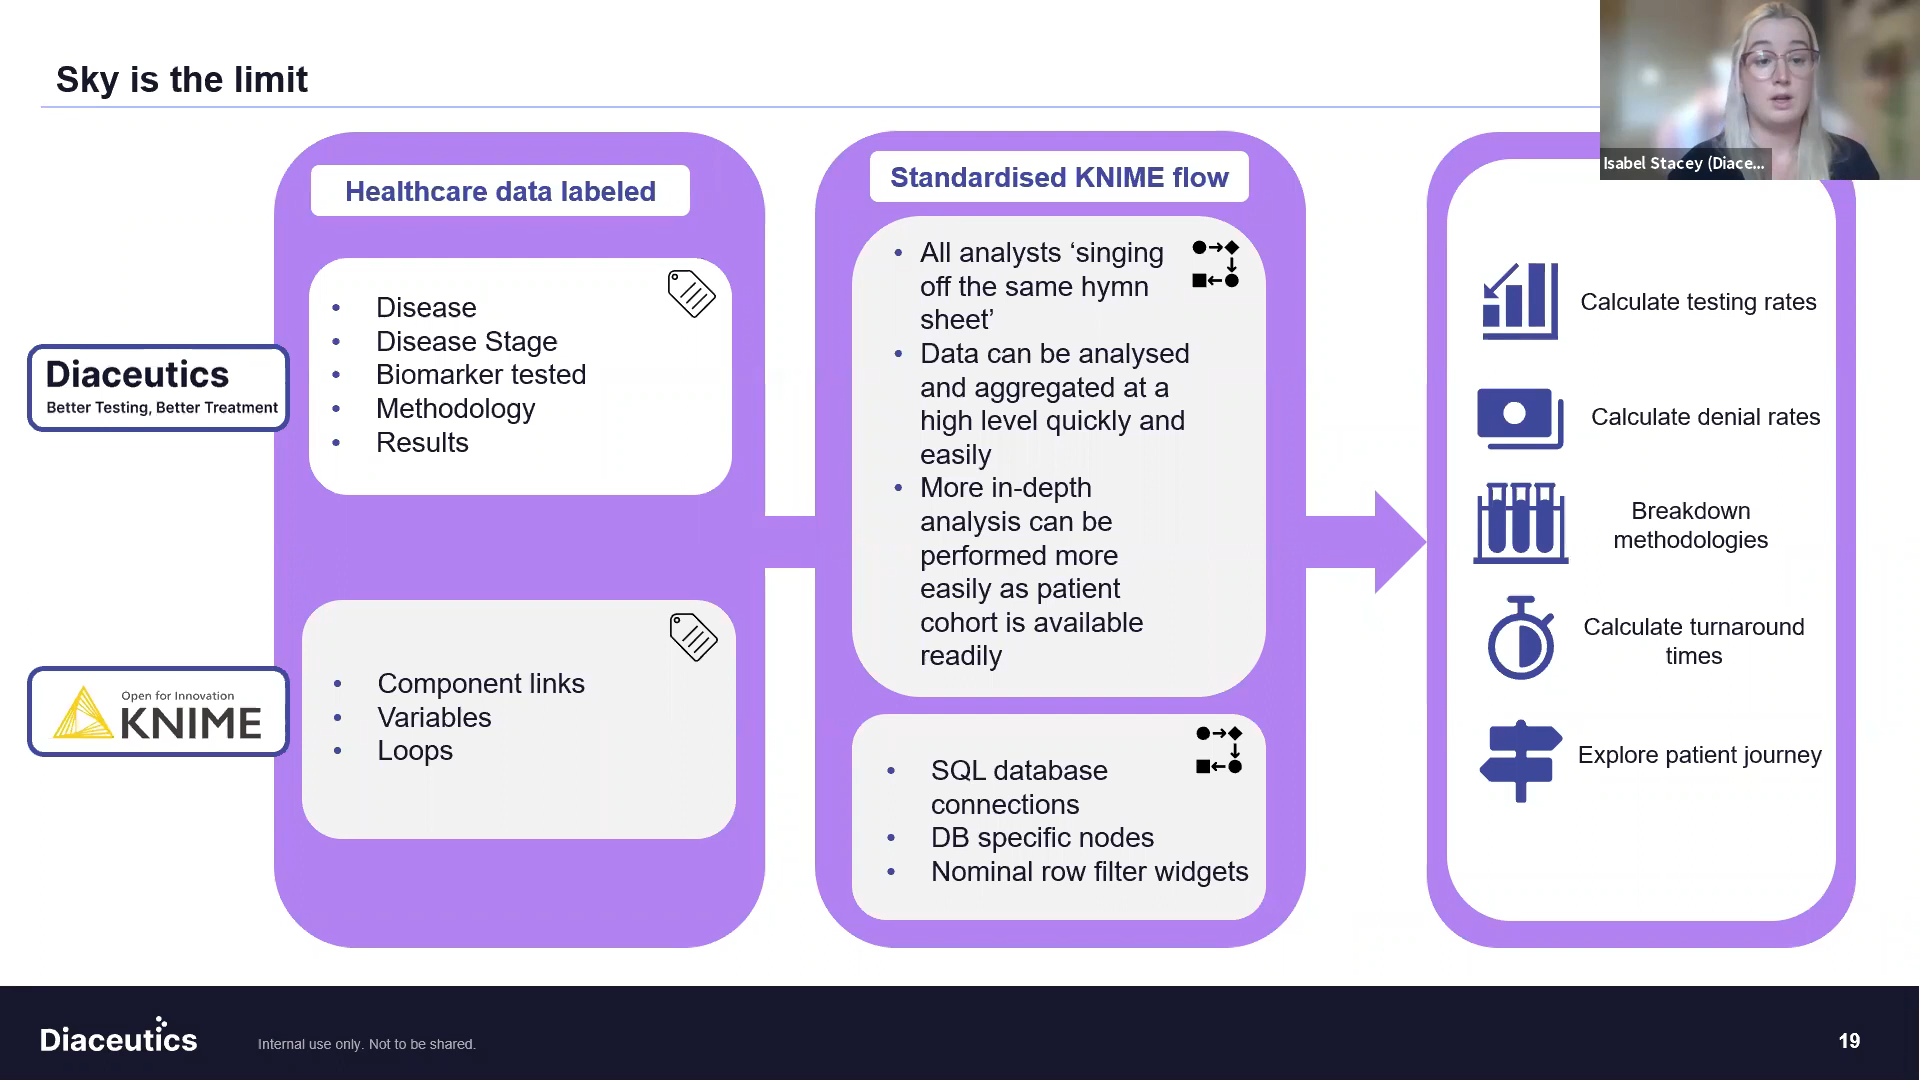 Sky is the limit
Isabel Stacey (Diace...
Healthcare data labeled
Disease
Disease Stage
Biomarker tested
Methodology
Results
Diaceutics
Better Testing, Better Treatment
Component links
Variables
Loops
Open for Innovation
KNIME
Standardised KNIME flow
All analysts ‘singing
off the same hymn
sheet’
Data can be analysed
and aggregated at a
high level quickly and
easily
More in-depth
analysis can be
performed more
easily as patient
cohort is available
readily
SQL database
connections
DB specific nodes
Nominal row filter widgets
Calculate testing rates
Calculate denial rates
Breakdown
methodologies
Calculate turnaround
times
Explore patient journey
Diaceutics
Internal use only. Not to be shared.
19